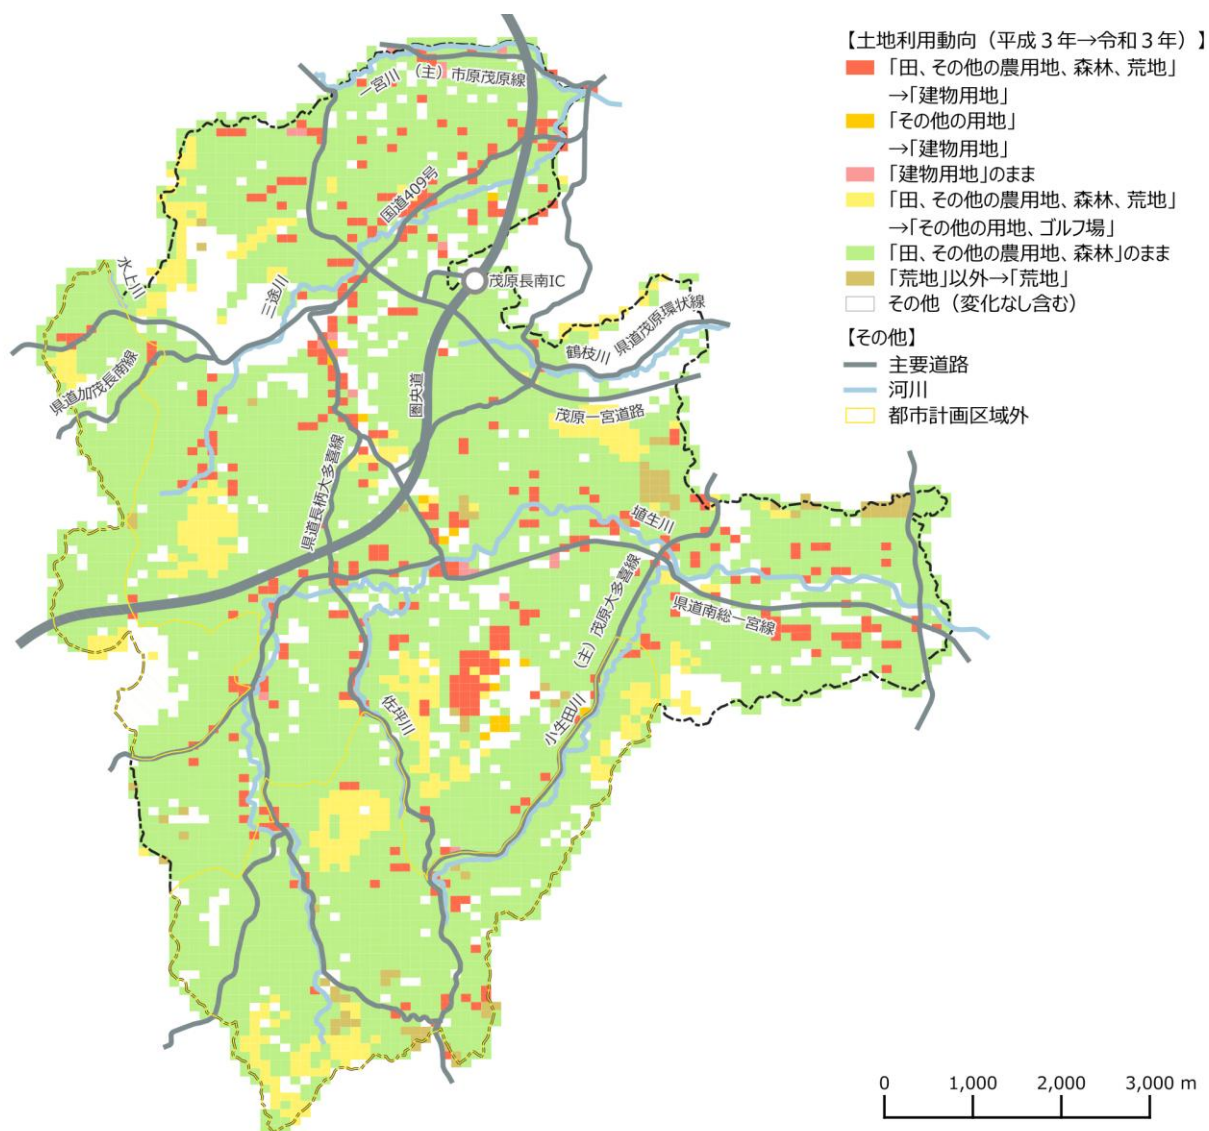 【土地利用動向（平成３年→令和３年）】
「田、その他の農用地、森林、荒地」
→「建物用地」
「その他の用地」
→「建物用地」
「建物用地」のまま
「田、その他の農用地、森林、荒地」
→「その他の用地、ゴルフ場」
「田、その他の農用地、森林」のまま
「荒地」以外→「荒地」
その他（変化なし含む）
【その他】
主要道路
河川
都市計画区域外
一宮川
（主）市原茂原線
国道409号
水上川
三途川
茂原長南IC
県道加茂長南線
鶴枝川
県道茂原環状線
圏央道
茂原一宮道路
県道長柄大多喜線
埴生川
（主）茂原大多喜線
県道南総一宮線
佐坪川
小生田川
0 1,000 2,000 3,000 m